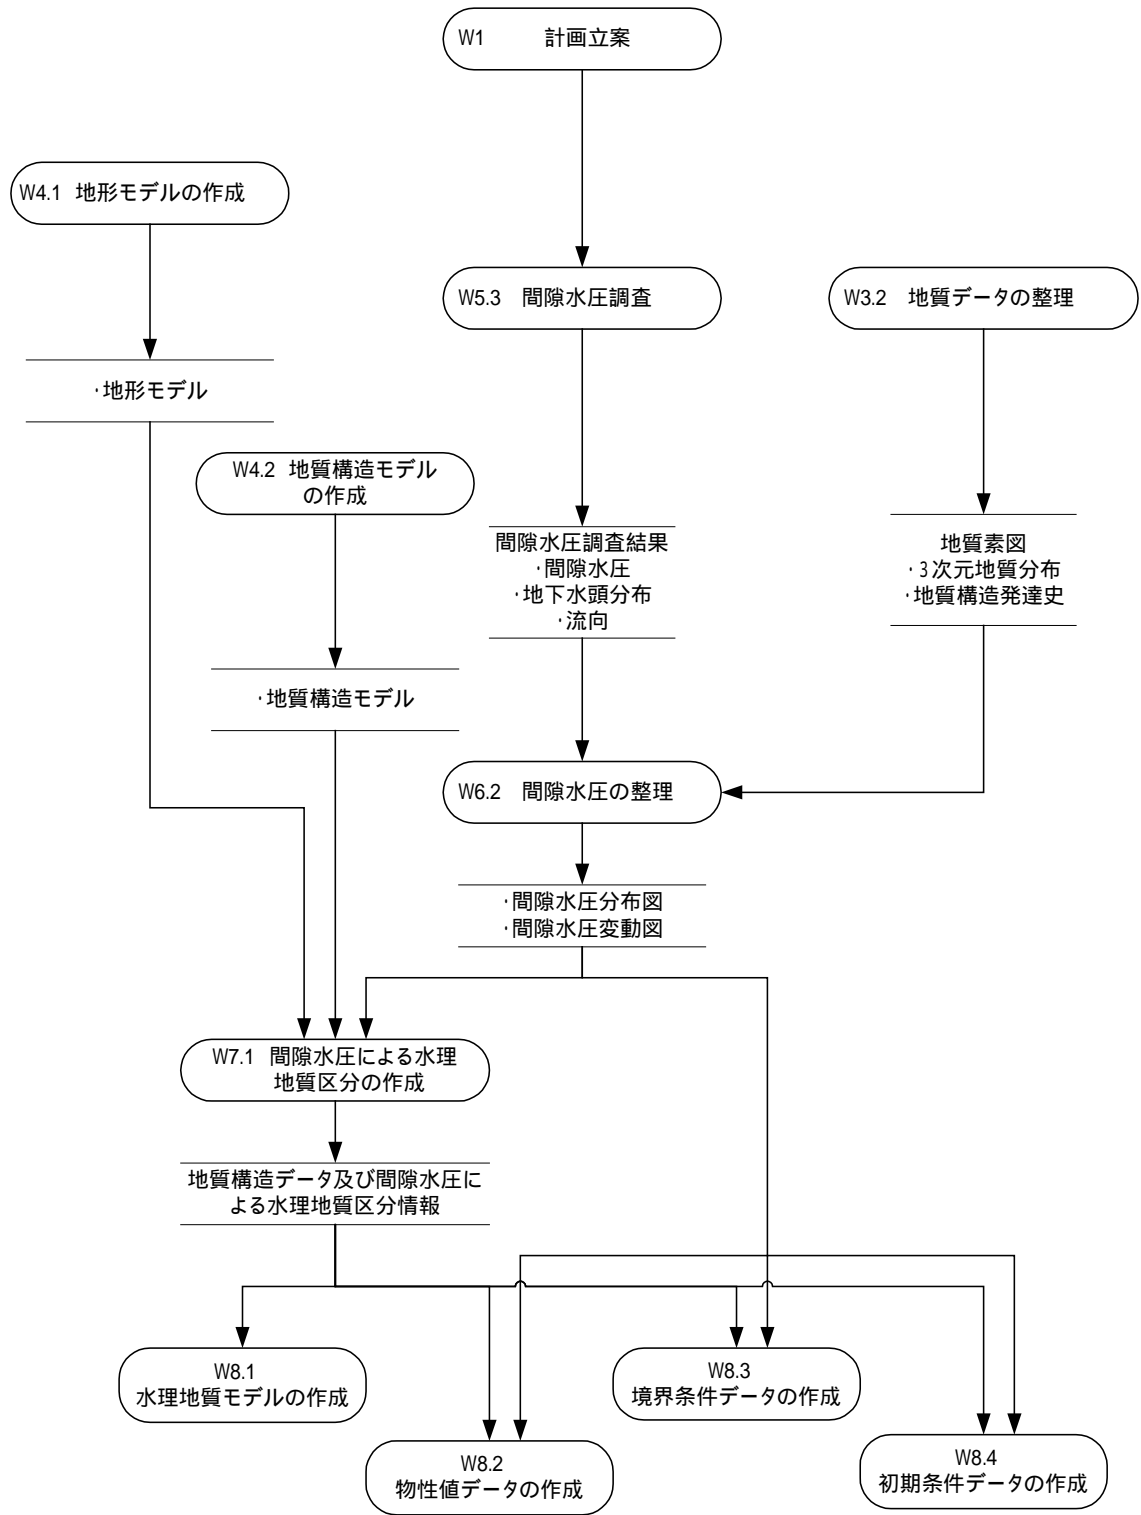 W1 計画立案
W4.1 地形モデルの作成
W5.3 間隙水圧調査
W3.2 地質データの整理
・地形モデル
W4.2 地質構造モデル
の作成
間隙水圧調査結果
・間隙水圧
・地下水頭分布
・流向
地質素図
・3次元地質分布
・地質構造発達史
・地質構造モデル
W6.2 間隙水圧の整理
・間隙水圧分布図
・間隙水圧変動図
W7.1 間隙水圧による水理
地質区分の作成
地質構造データ及び間隙水圧に
よる水理地質区分情報
W8.1
水理地質モデルの作成
W8.3
境界条件データの作成
W8.2
物性値データの作成
W8.4
初期条件データの作成